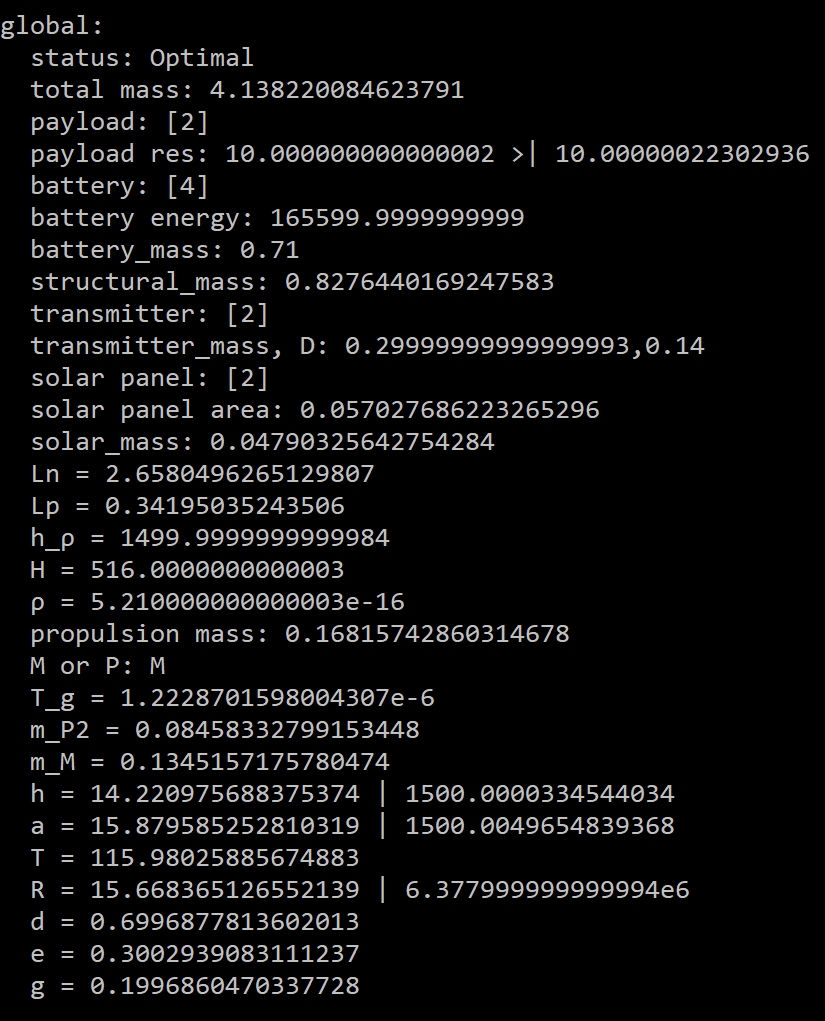 global:
status: Optimal
total mass: 4.138220084623791
payload: [2]
payload res: 10.000000000000002 >| 10.00000022302936
battery: [4]
battery energy: 165599.9999999999
battery_mass: 0.71
structural_mass: 0.8276440169247583
transmitter: [2]
transmitter_mass, D: 0.29999999999999993,0.14
solar panel: [2]
solar panel area: 0.057027686223265296
solar_mass: 0.04790325642754284
Ln = 2.6580496265129807
Lp = 0.34195035243506
h_ρ = 1499.9999999999984
H = 516.0000000000003
ρ = 5.210000000000003e-16
propulsion mass: 0.16815742860314678
M or P: M
T_g = 1.2228701598004307e-6
m_P2 = 0.08458332799153448
m_M = 0.1345157175780474
h = 14.220975688375374 | 1500.0000334544034
a = 15.879585252810319 | 1500.0049654839368
T = 115.98025885674883
R = 15.668365126552139 | 6.377999999999994e6
d = 0.6996877813602013
e = 0.3002939083111237
g = 0.1996860470337728